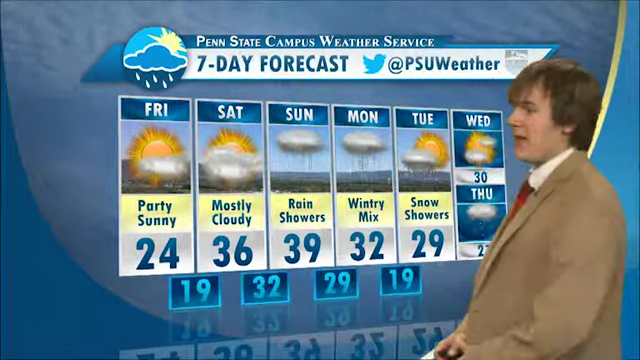 PENN STATE CAMPUS WEATHER SERVICE
7-DAY FORECAST @PSUWeather
FRI SAT SUN MON TUE WED
Party Sunny Mostly Cloudy Rain Showers Wintry Mix Snow Showers 30
THU
24 36 39 32 29
19 32 29 19